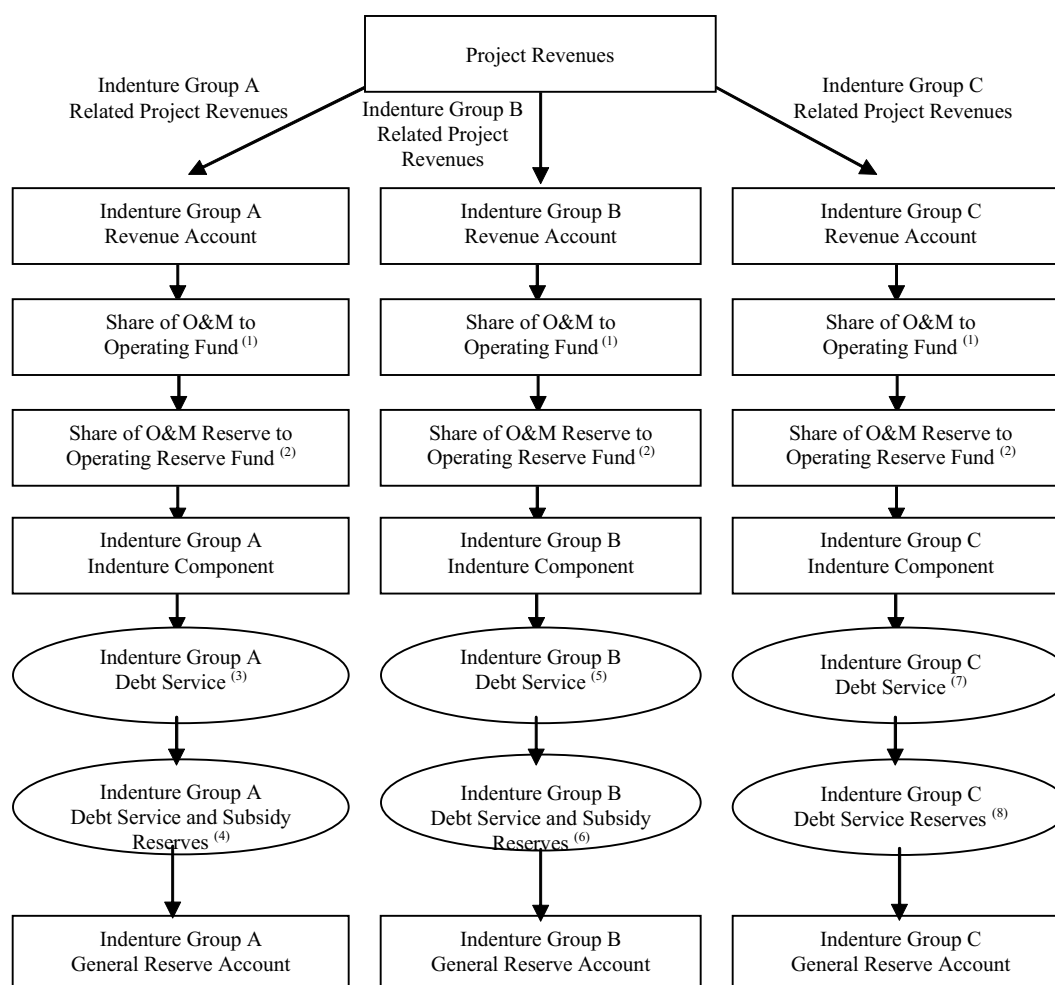 Project Revenues
Indenture Group A
Related Project Revenues
Indenture Group B
Related Project
Revenues
Indenture Group C
Related Project Revenues
Indenture Group A
Revenue Account
Indenture Group B
Revenue Account
Indenture Group C
Revenue Account
Share of O&M to
Operating Fund (1)
Share of O&M to
Operating Fund (1)
Share of O&M to
Operating Fund (1)
Share of O&M Reserve to
Operating Reserve Fund (2)
Share of O&M Reserve to
Operating Reserve Fund (2)
Share of O&M Reserve to
Operating Reserve Fund (2)
Indenture Group A
Indenture Component
Indenture Group B
Indenture Component
Indenture Group C
Indenture Component
Indenture Group A
Debt Service (3)
Indenture Group B
Debt Service (5)
Indenture Group C
Debt Service (7)
Indenture Group A
Debt Service and Subsidy
Reserves (4)
Indenture Group B
Debt Service and Subsidy
Reserves (6)
Indenture Group C
Debt Service Reserves (8)
Indenture Group A
General Reserve Account
Indenture Group B
General Reserve Account
Indenture Group C
General Reserve Account